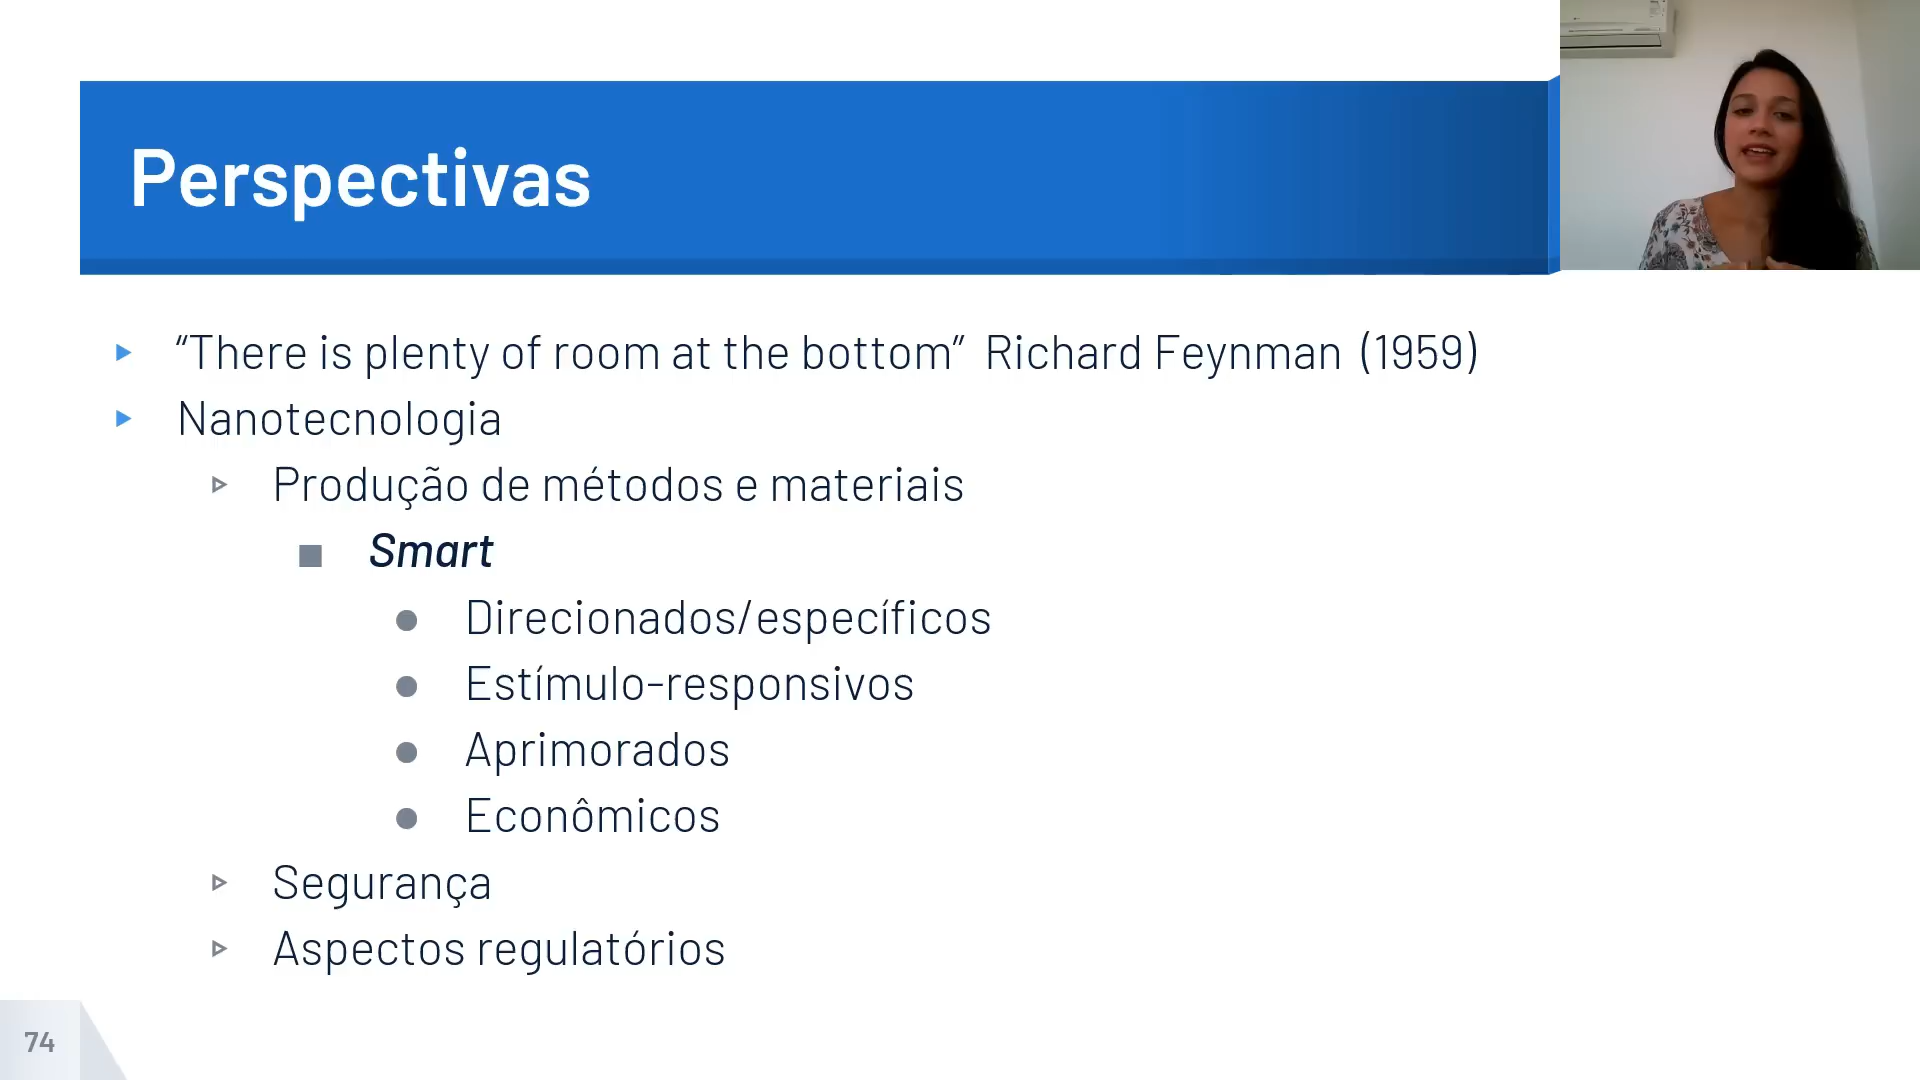 Perspectivas
“There is plenty of room at the bottom” Richard Feynman (1959)
Nanotecnologia
Produção de métodos e materiais
Smart
Direcionados/específicos
Estímulo-responsivos
Aprimorados
Econômicos
Segurança
Aspectos regulatórios
74